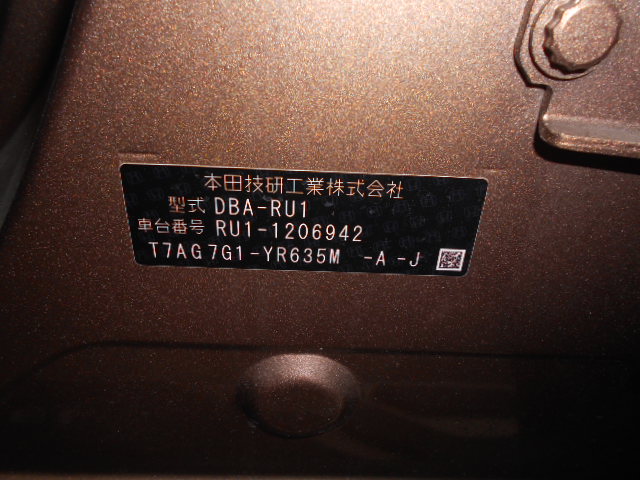 本田技研工業株式会社
型式 DBA-RU1
車台番号 RU1-1206942
T7AG7G1-YR635M -A-J